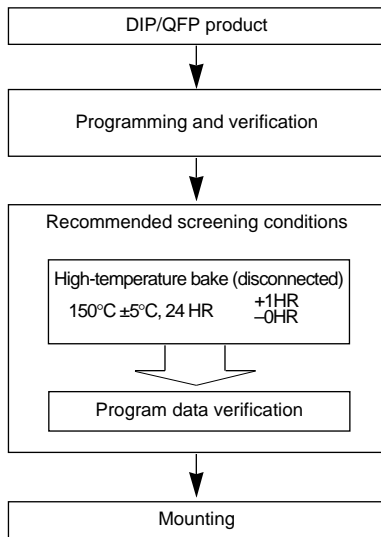 DIP/QFP product
Programming and verification
Recommended screening conditions
High-temperature bake (disconnected)
150°C ±5°C, 24 HR +1HR
–0HR
Program data verification
Mounting